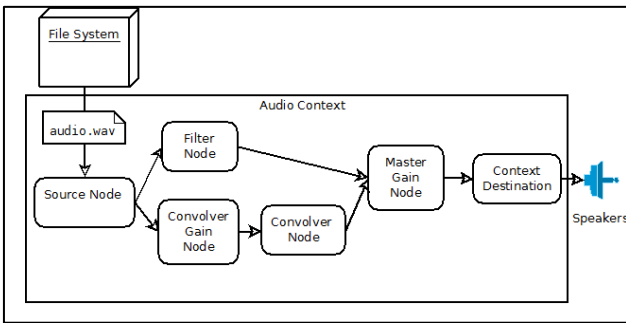 File System
Audio Context
audio.wav
Source Node
Filter
Node
Convolver
Gain
Node
Convolver
Node
Master
Gain
Node
Context
Destination
Speakers